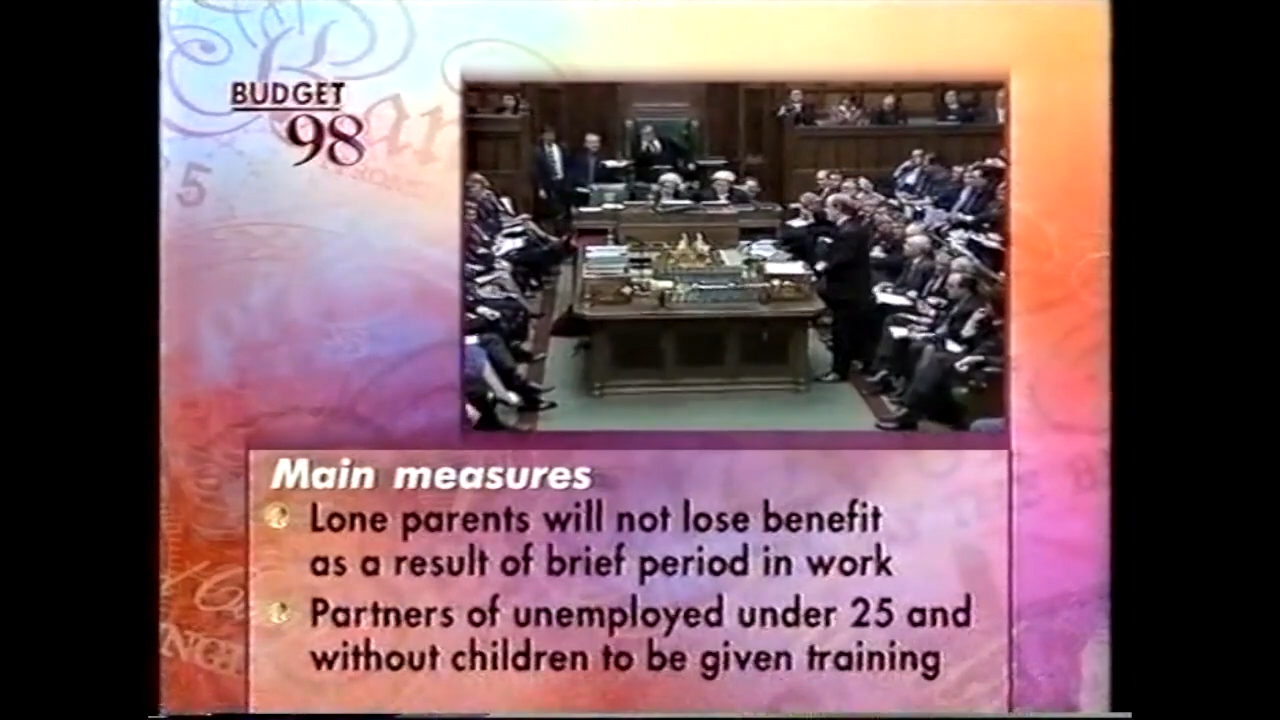 BUDGET
98
5
Main measures
Lone parents will not lose benefit
as a result of brief period in work
Partners of unemployed under 25 and
without children to be given training